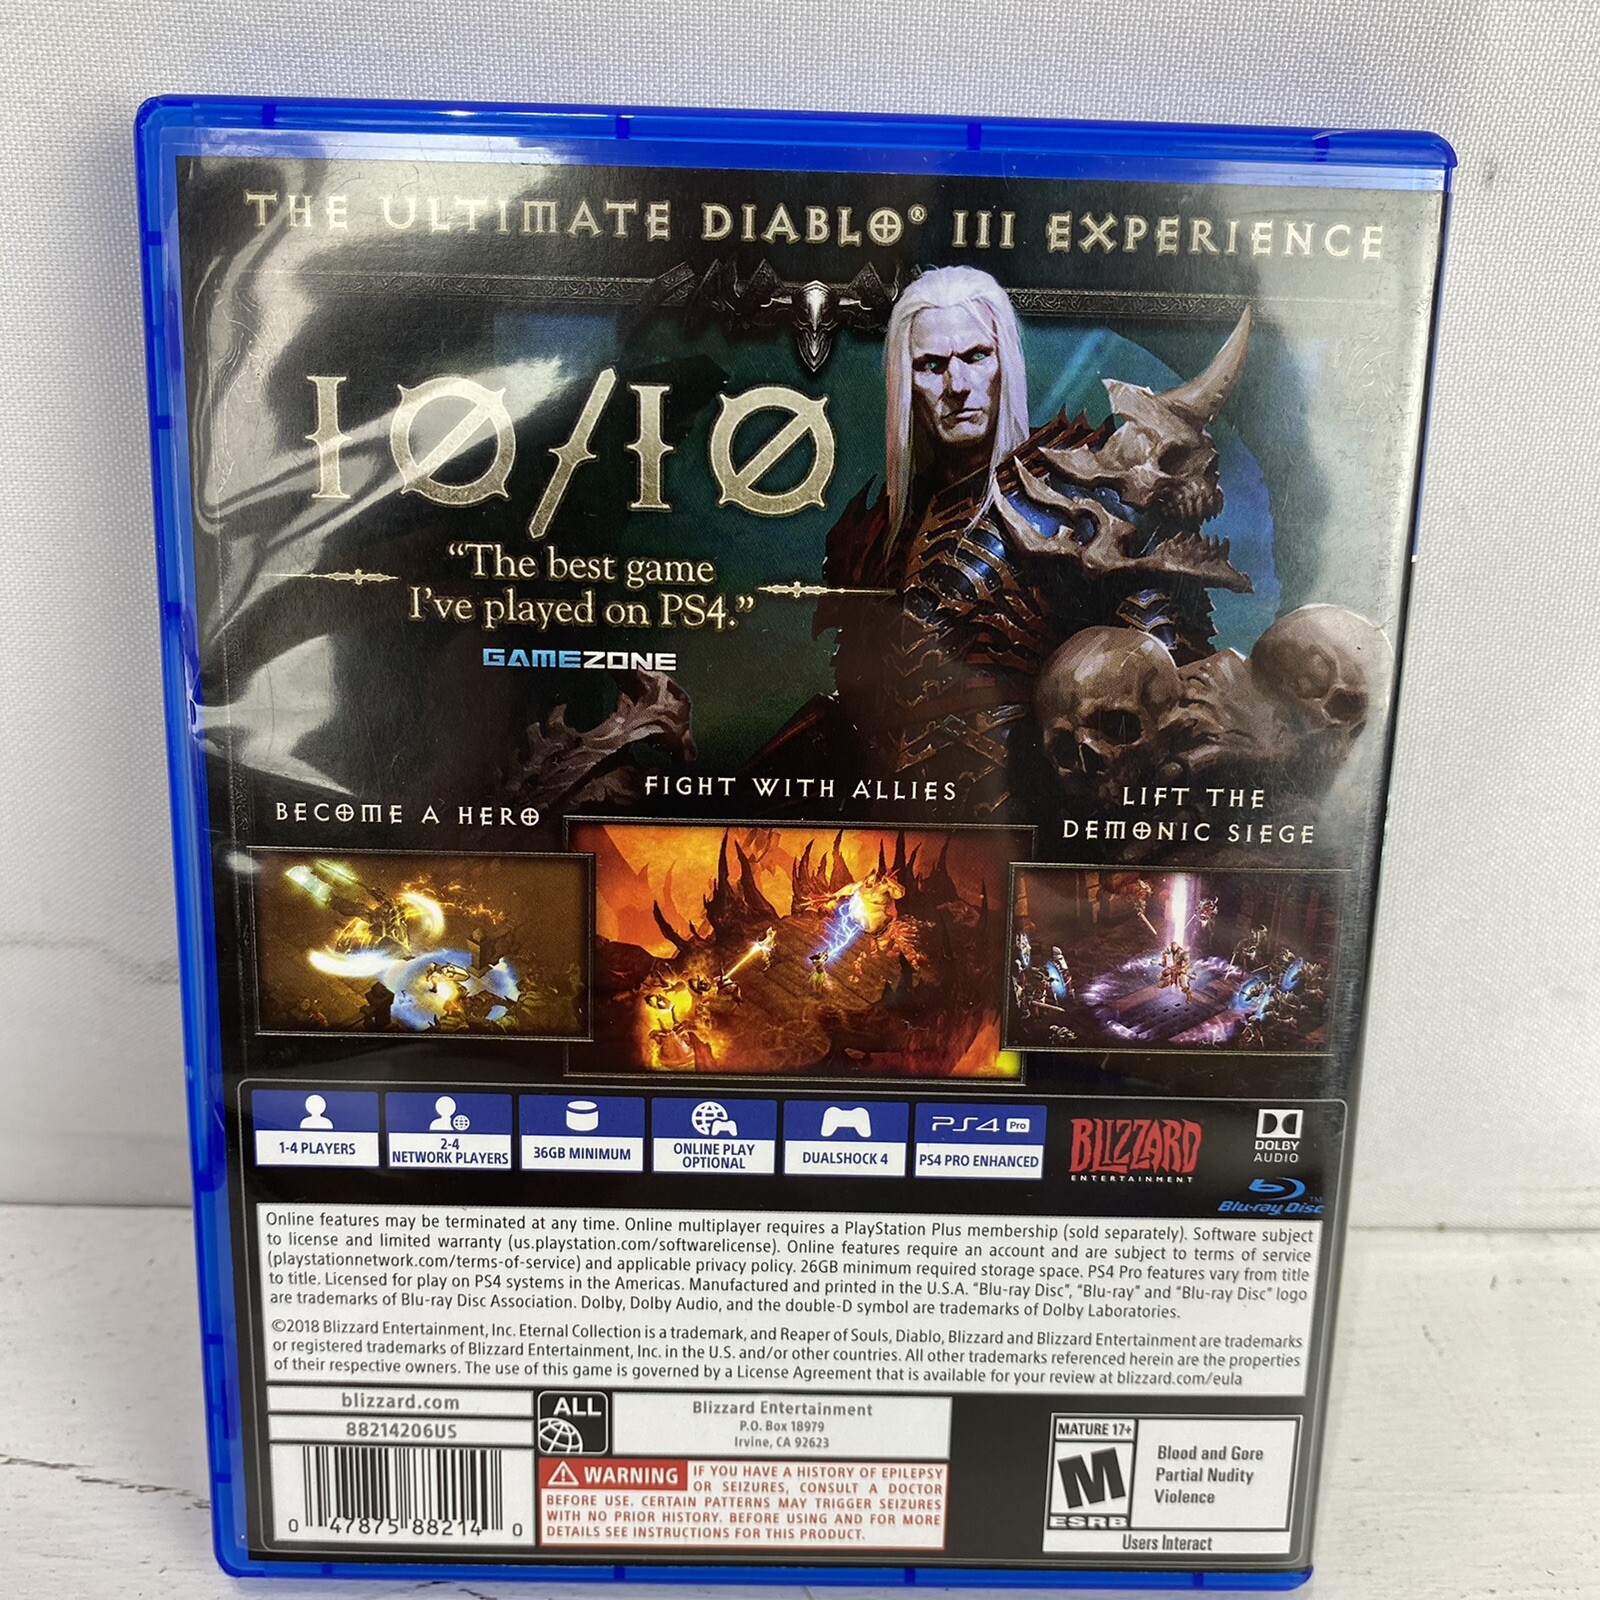 THE ULTIMATE DIABLO® III EXPERIENCE
10/10
“The best game
I’ve played on PS4.”
GAMEZONE
BECOME A HERO
FIGHT WITH ALLIES
LIFT THE
DEMONIC SIEGE
1-4 PLAYERS
2-4
NETWORK PLAYERS
36GB MINIMUM
ONLINE PLAY
OPTIONAL
DUALSHOCK 4
PS4 Pro
PS4 PRO ENHANCED
BLIZZARD
ENTERTAINMENT
DOLBY
AUDIO
Blu-ray Disc™
Online features may be terminated at any time. Online multiplayer requires a PlayStation Plus membership (sold separately). Software subject
to license and limited warranty (us.playstation.com/softwarelicense). Online features require an account and are subject to terms of service
(playstationnetwork.com/terms-of-service) and applicable privacy policy. 26GB minimum required storage space. PS4 Pro features vary from title
to title. Licensed for play on PS4 systems in the Americas. Manufactured and printed in the U.S.A. “Blu-ray Disc”, “Blu-ray” and “Blu-ray Disc” logo
are trademarks of Blu-ray Disc Association. Dolby, Dolby Audio, and the double-D symbol are trademarks of Dolby Laboratories.
©2018 Blizzard Entertainment, Inc. Eternal Collection is a trademark, and Reaper of Souls, Diablo, Blizzard and Blizzard Entertainment are trademarks
or registered trademarks of Blizzard Entertainment, Inc. in the U.S. and/or other countries. All other trademarks referenced herein are the properties
of their respective owners. The use of this game is governed by a License Agreement that is available for your review at blizzard.com/eula
blizzard.com
88214206US
0 47875 88214 0
ALL
Blizzard Entertainment
P.O. Box 18979
Irvine, CA 92623
WARNING IF YOU HAVE A HISTORY OF EPILEPSY
OR SEIZURES, CONSULT A DOCTOR
BEFORE USE. CERTAIN PATTERNS MAY TRIGGER SEIZURES
WITH NO PRIOR HISTORY. BEFORE USING AND FOR MORE
DETAILS SEE INSTRUCTIONS FOR THIS PRODUCT.
MATURE 17+
M
ESRB
Blood and Gore
Partial Nudity
Violence
Users Interact